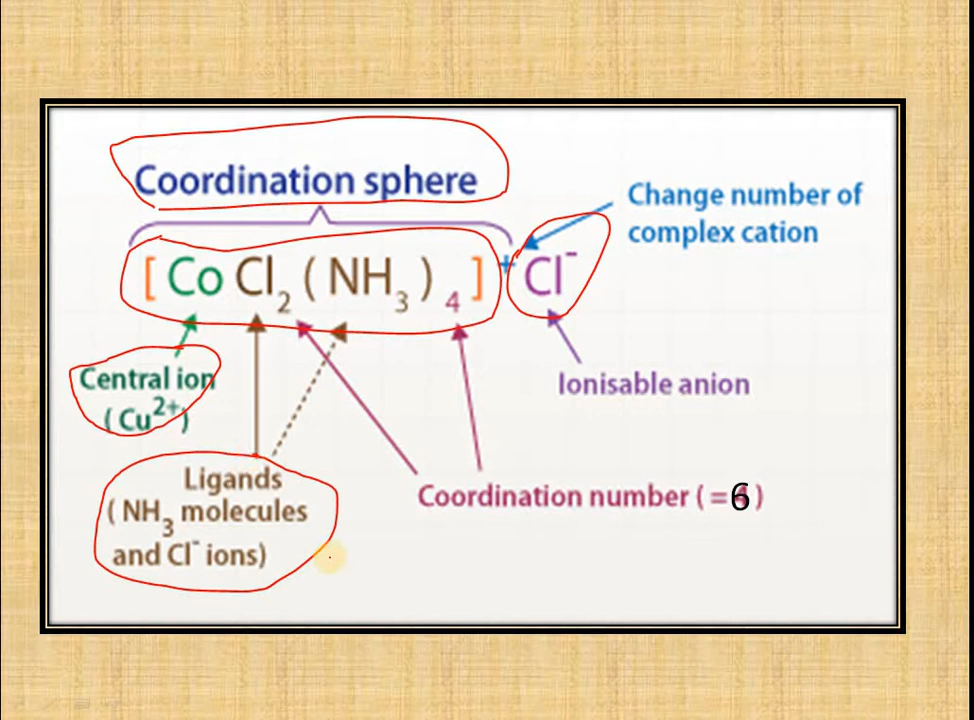 Coordination sphere
Change number of
complex cation
[ Co Cl₂ ( NH₃ ) ₄ ]⁺ Cl⁻
Central ion
( Cu²⁺)
Ionisable anion
Ligands
( NH₃ molecules
and Cl⁻ ions)
Coordination number ( = 6 )